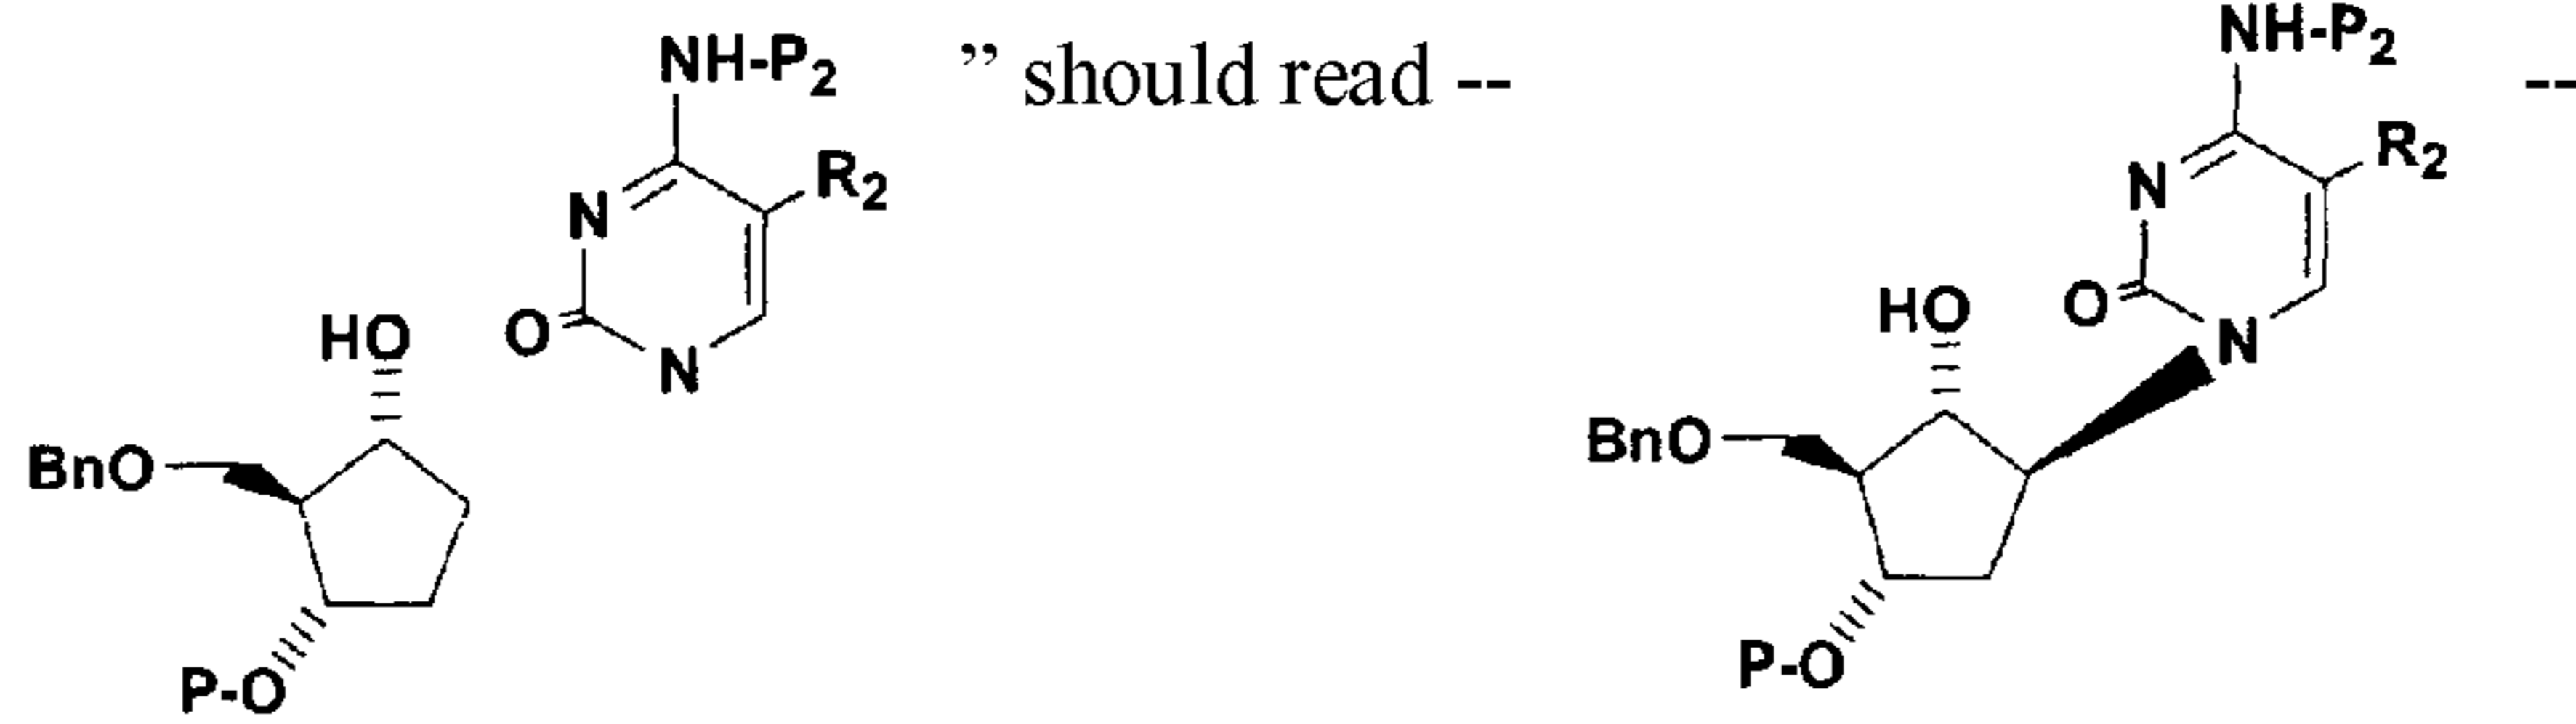 NH-P2 " should read -- NH-P2 --
R2 R2
N N
HO O N HO O N
BnO BnO
P-O P-O